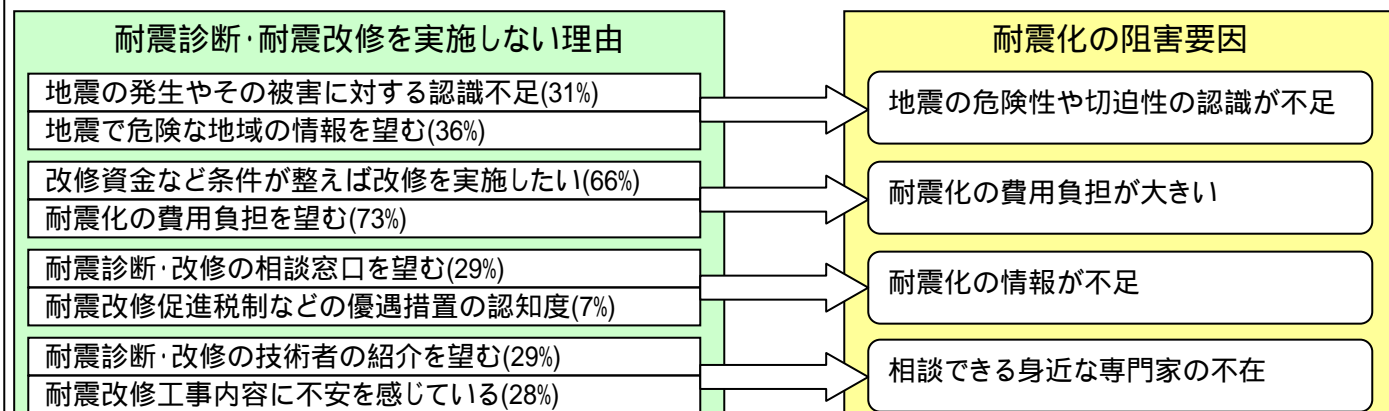 耐震診断・耐震改修を実施しない理由
地震の発生やその被害に対する認識不足(31%)
地震で危険な地域の情報を望む(36%)
改修資金など条件が整えば改修を実施したい(66%)
耐震化の費用負担を望む(73%)
耐震診断・改修の相談窓口を望む(29%)
耐震改修促進税制などの優遇措置の認知度(7%)
耐震診断・改修の技術者の紹介を望む(29%)
耐震改修工事内容に不安を感じている(28%)
耐震化の阻害要因
地震の危険性や切迫性の認識が不足
耐震化の費用負担が大きい
耐震化の情報が不足
相談できる身近な専門家の不在